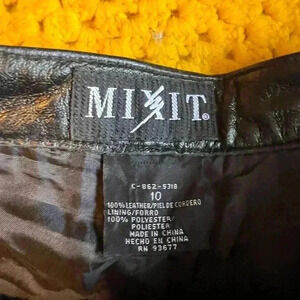 MIXIT®
C-862-5318
10
100% LEATHER/PIEL DE CORDERO
LINING/FORRO
100% POLYESTER/
POLIESTER
MADE IN CHINA
HECHO EN CHINA
RN 93677